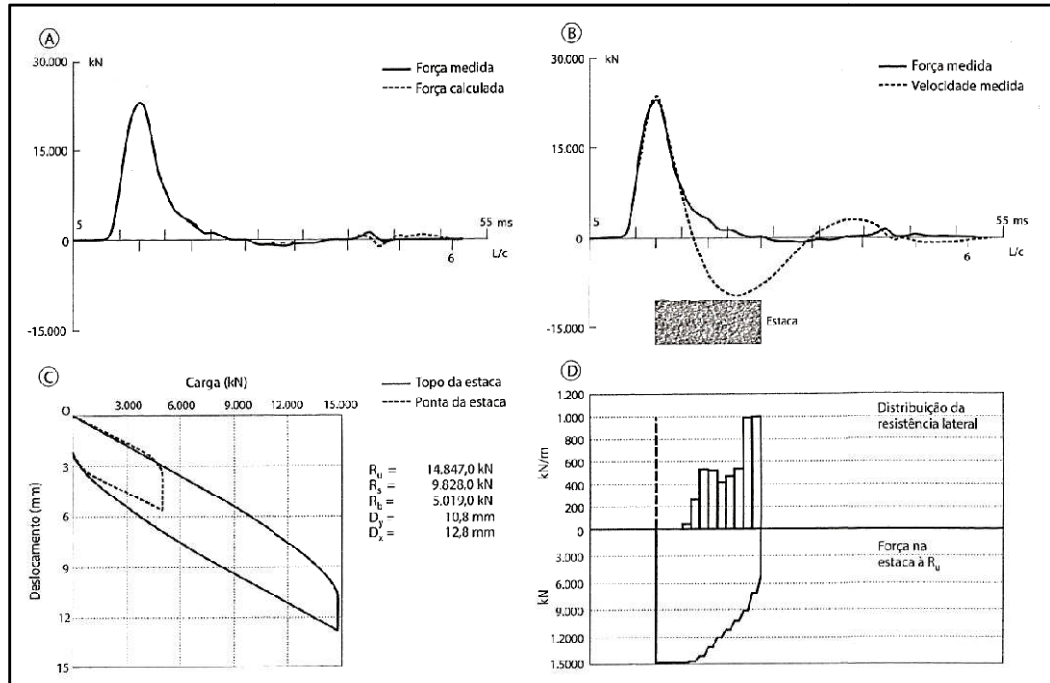 A
30.000
kN
Força medida
Força calculada
15.000
5
55 ms
0
L/c
6
-15.000
B
30.000
kN
Força medida
Velocidade medida
15.000
5
55 ms
0
L/c
6
Estaca
-15.000
C
Carga (kN)
O
3.000 6.000 9.000 12.000 15.000
Topo da estaca
Ponta da estaca
Deslocamento (mm)
3
6
9
12
15
Ru = 14.847,0 kN
Rs = 9.828,0 kN
Rb = 5.019,0 kN
Dy = 10,8 mm
Dx = 12,8 mm
D
1.200
1.000
800
600
400
200
0
kN/m
Distribuição da
resistência lateral
Força na
estaca à Ru
kN
3.000
6.000
9.000
1.2000
1.5000